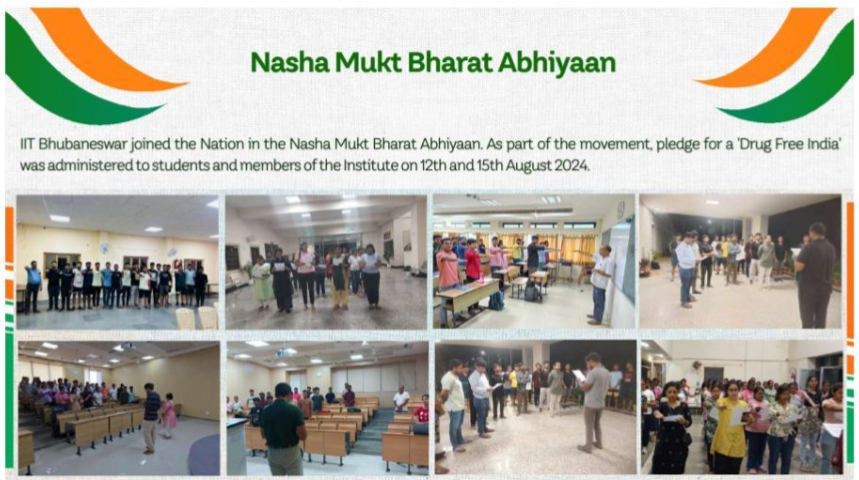 Nasha Mukt Bharat Abhiyaan
IIT Bhubaneswar joined the Nation in the Nasha Mukt Bharat Abhiyaan. As part of the movement, pledge for a 'Drug Free India'
was administered to students and members of the Institute on 12th and 15th August 2024.